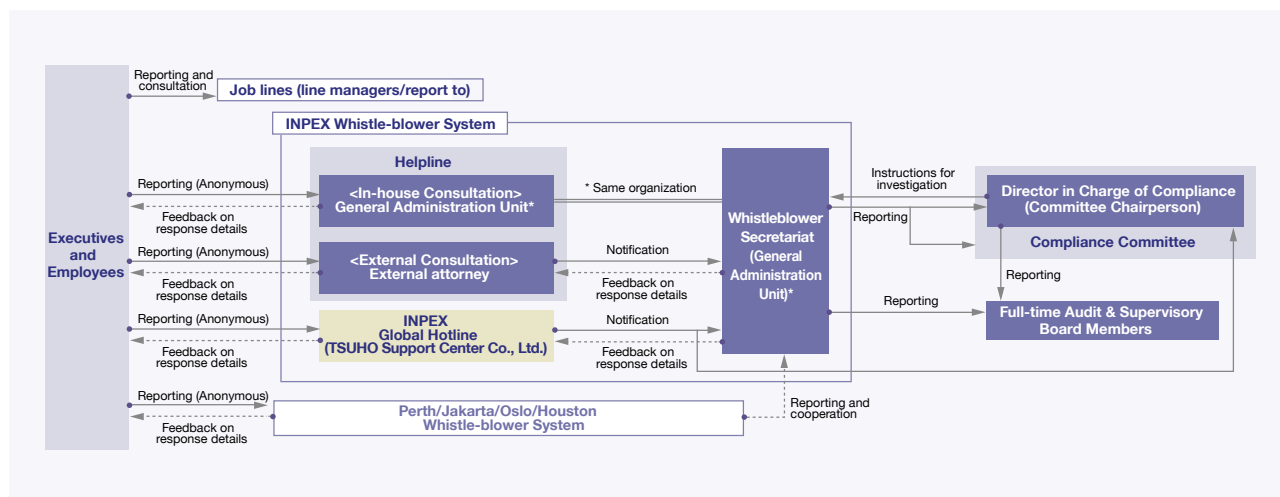 Reporting and
consultation
Job lines (line managers/report to)
INPEX Whistle-blower System
Helpline
Executives
and
Employees
Reporting (Anonymous)
<In-house Consultation>
General Administration Unit*
Feedback on
response details
* Same organization
Reporting (Anonymous)
<External Consultation>
External attorney
Feedback on
response details
Notification
Feedback on
response details
Reporting (Anonymous)
INPEX
Global Hotline
(TSUHO Support Center Co., Ltd.)
Feedback on
response details
Notification
Feedback on
response details
Whistleblower
Secretariat
(General
Administration
Unit)*
Instructions for
investigation
Reporting
Director in Charge of Compliance
(Committee Chairperson)
Compliance Committee
Reporting
Reporting
Full-time Audit & Supervisory
Board Members
Reporting (Anonymous)
Feedback on
response details
Perth/Jakarta/Oslo/Houston
Whistle-blower System
Reporting and
cooperation